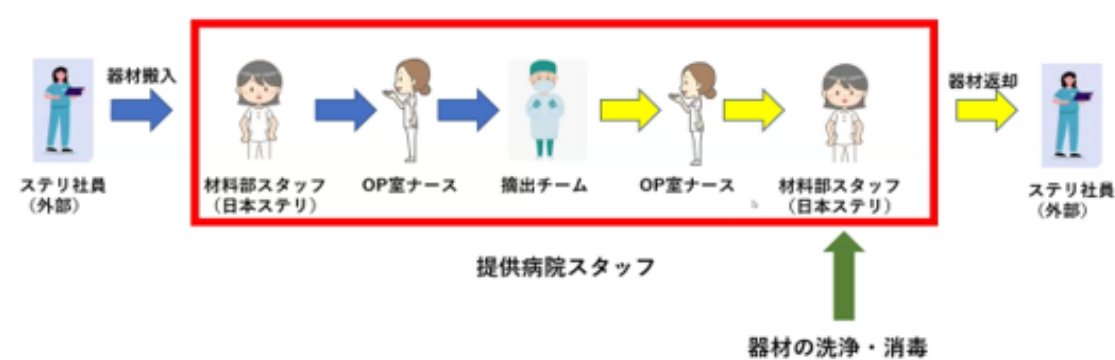 器材搬入
器材返却
ステリ社員
（外部）
材料部スタッフ
（日本ステリ）
OP室ナース
摘出チーム
OP室ナース
材料部スタッフ
（日本ステリ）
ステリ社員
（外部）
提供病院スタッフ
器材の洗浄・消毒